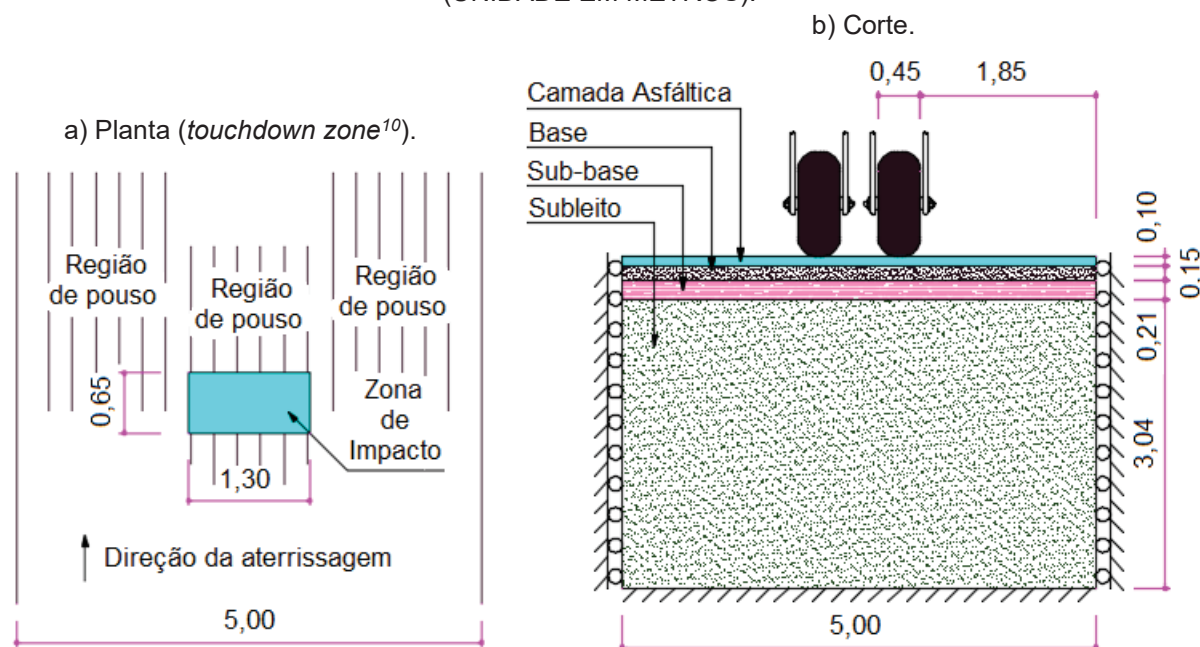 b) Corte.
a) Planta (touchdown zone¹⁰).
Região
de pouso
Região
de pouso
Região
de pouso
Zona
de
Impacto
0,65
1,30
Direção da aterrissagem
5,00
Camada Asfáltica
Base
Sub-base
Subleito
0,45
1,85
0,10
0.15
0,21
3,04
5,00